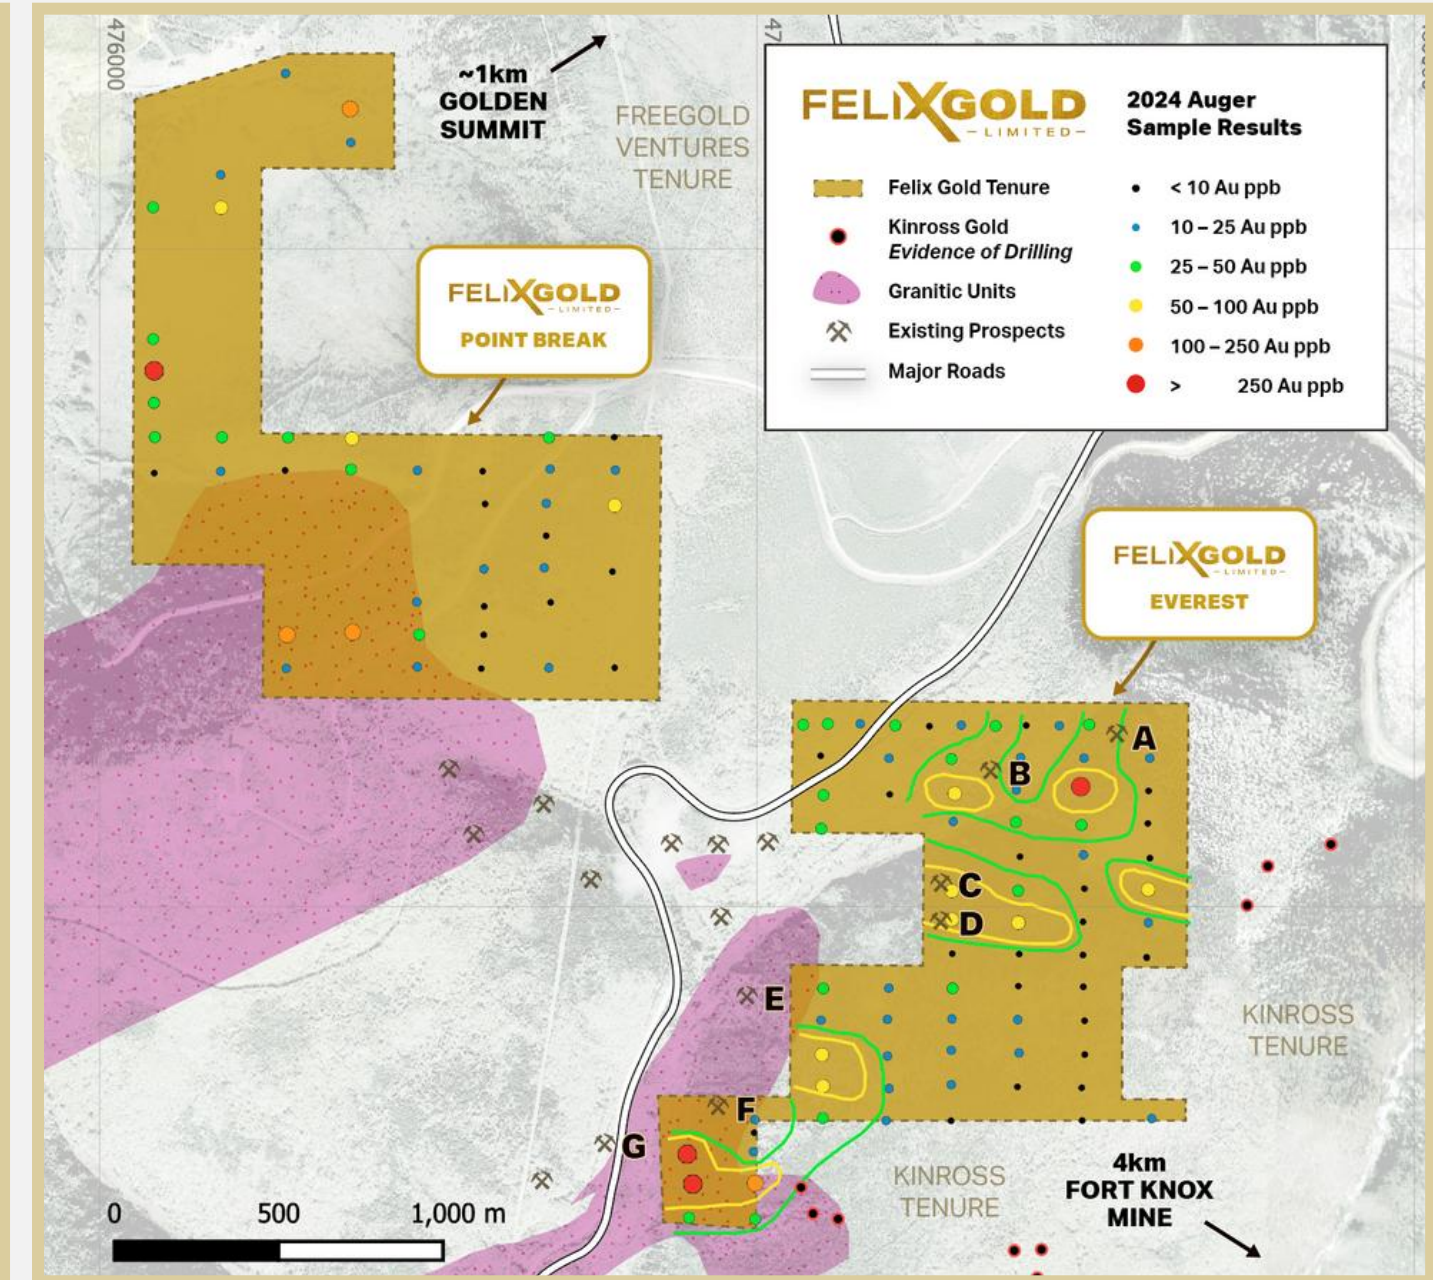 476000
47
~1km
GOLDEN
SUMMIT
FREEGOLD
VENTURES
TENURE
FELIXGOLD
LIMITED
2024 Auger
Sample Results
Felix Gold Tenure
Kinross Gold
Evidence of Drilling
Granitic Units
Existing Prospects
Major Roads
< 10 Au ppb
10 – 25 Au ppb
25 – 50 Au ppb
50 – 100 Au ppb
100 – 250 Au ppb
> 250 Au ppb
FELIXGOLD
LIMITED
POINT BREAK
FELIXGOLD
LIMITED
EVEREST
A
B
C
D
E
F
G
KINROSS
TENURE
KINROSS
TENURE
4km
FORT KNOX
MINE
0 500 1,000 m